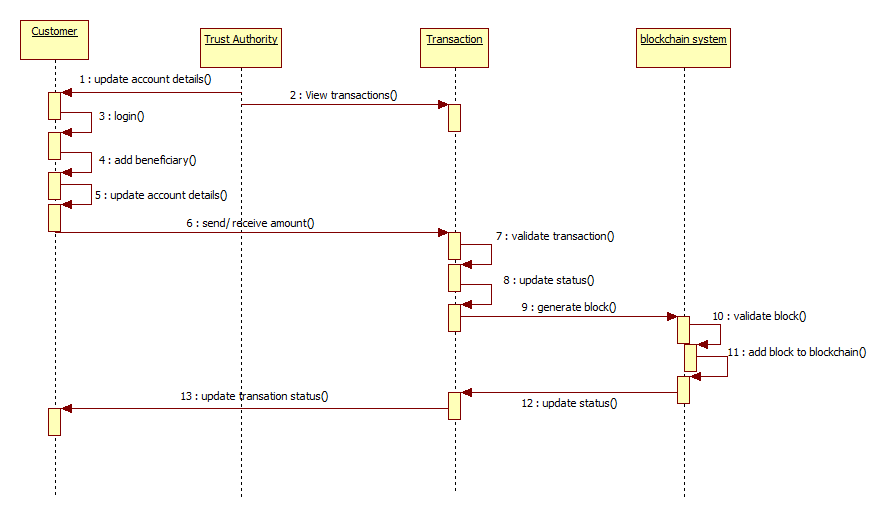 Customer
Trust Authority
Transaction
blockchain system
1 : update account details()
2 : View transactions()
3 : login()
4 : add beneficiary()
5 : update account details()
6 : send/ receive amount()
7 : validate transaction()
8 : update status()
9 : generate block()
10 : validate block()
11 : add block to blockchain()
13 : update transation status()
12 : update status()